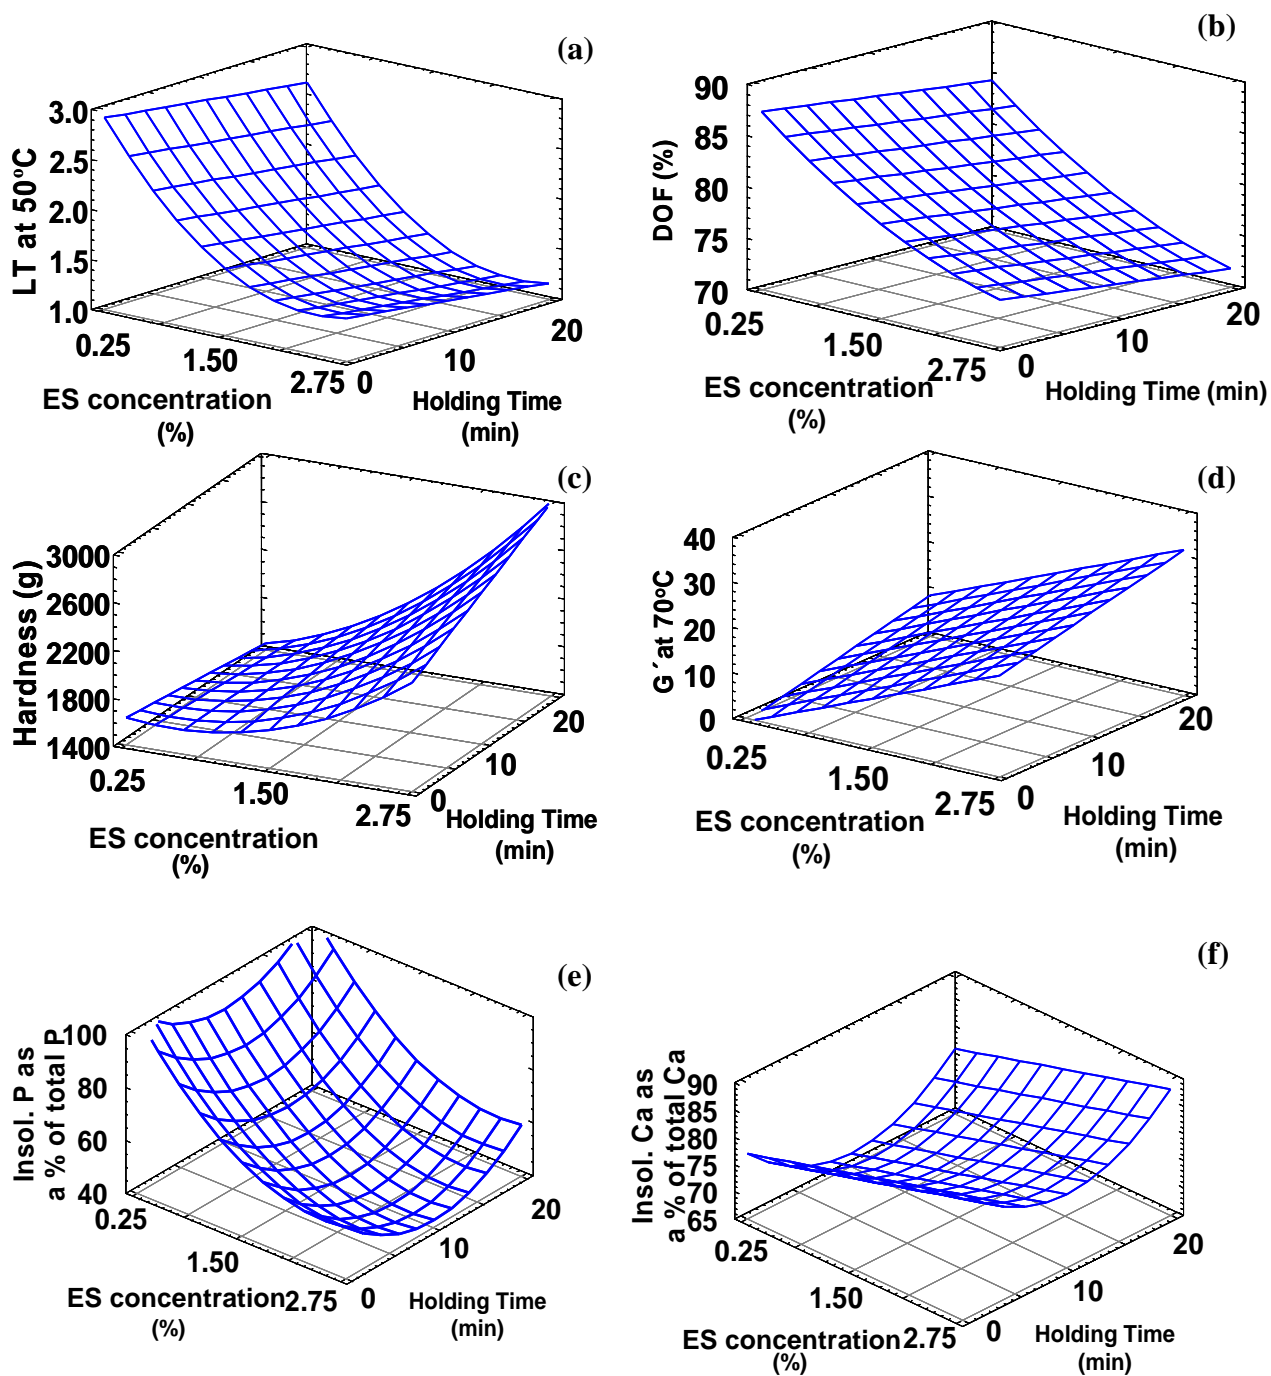 (a)
3.0
2.5
2.0
1.5
1.0
LT at 50ºC
0.25
1.50
2.75
0
10
20
ES concentration
(%)
Holding Time
(min)
(b)
90
85
80
75
70
DOF (%)
0.25
1.50
2.75
0
10
20
ES concentration
(%)
Holding Time (min)
(c)
3000
2600
2200
1800
1400
Hardness (g)
0.25
1.50
2.75
0
10
20
ES concentration
(%)
Holding Time
(min)
(d)
40
30
20
10
0
G´at 70ºC
0.25
1.50
2.75
0
10
20
ES concentration
(%)
Holding Time
(min)
(e)
100
80
60
40
Insol. P as
a % of total P
0.25
1.50
2.75
0
10
20
ES concentration
(%)
Holding Time
(min)
(f)
90
85
80
75
70
65
Insol. Ca as
a % of total Ca
0.25
1.50
2.75
0
10
20
ES concentration
(%)
Holding Time
(min)